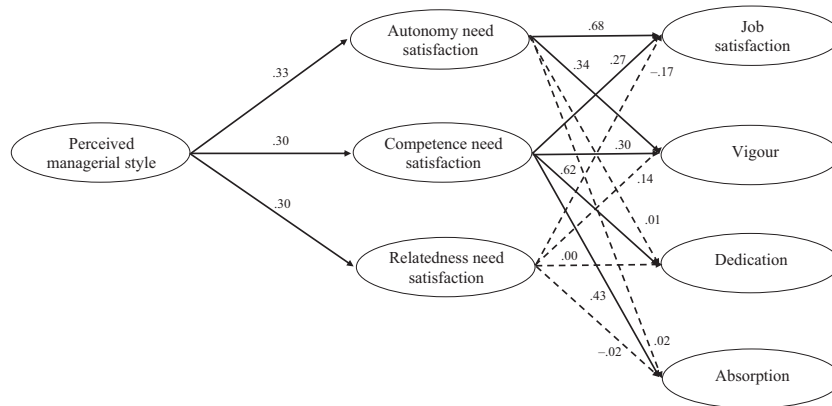 Autonomy need
satisfaction
.68
Job
satisfaction
.27
.34
–.17
.33
Perceived
managerial style
.30
Competence need
satisfaction
.30
Vigour
.62
.14
.30
.01
Relatedness need
satisfaction
.00
Dedication
.43
–.02
.02
Absorption